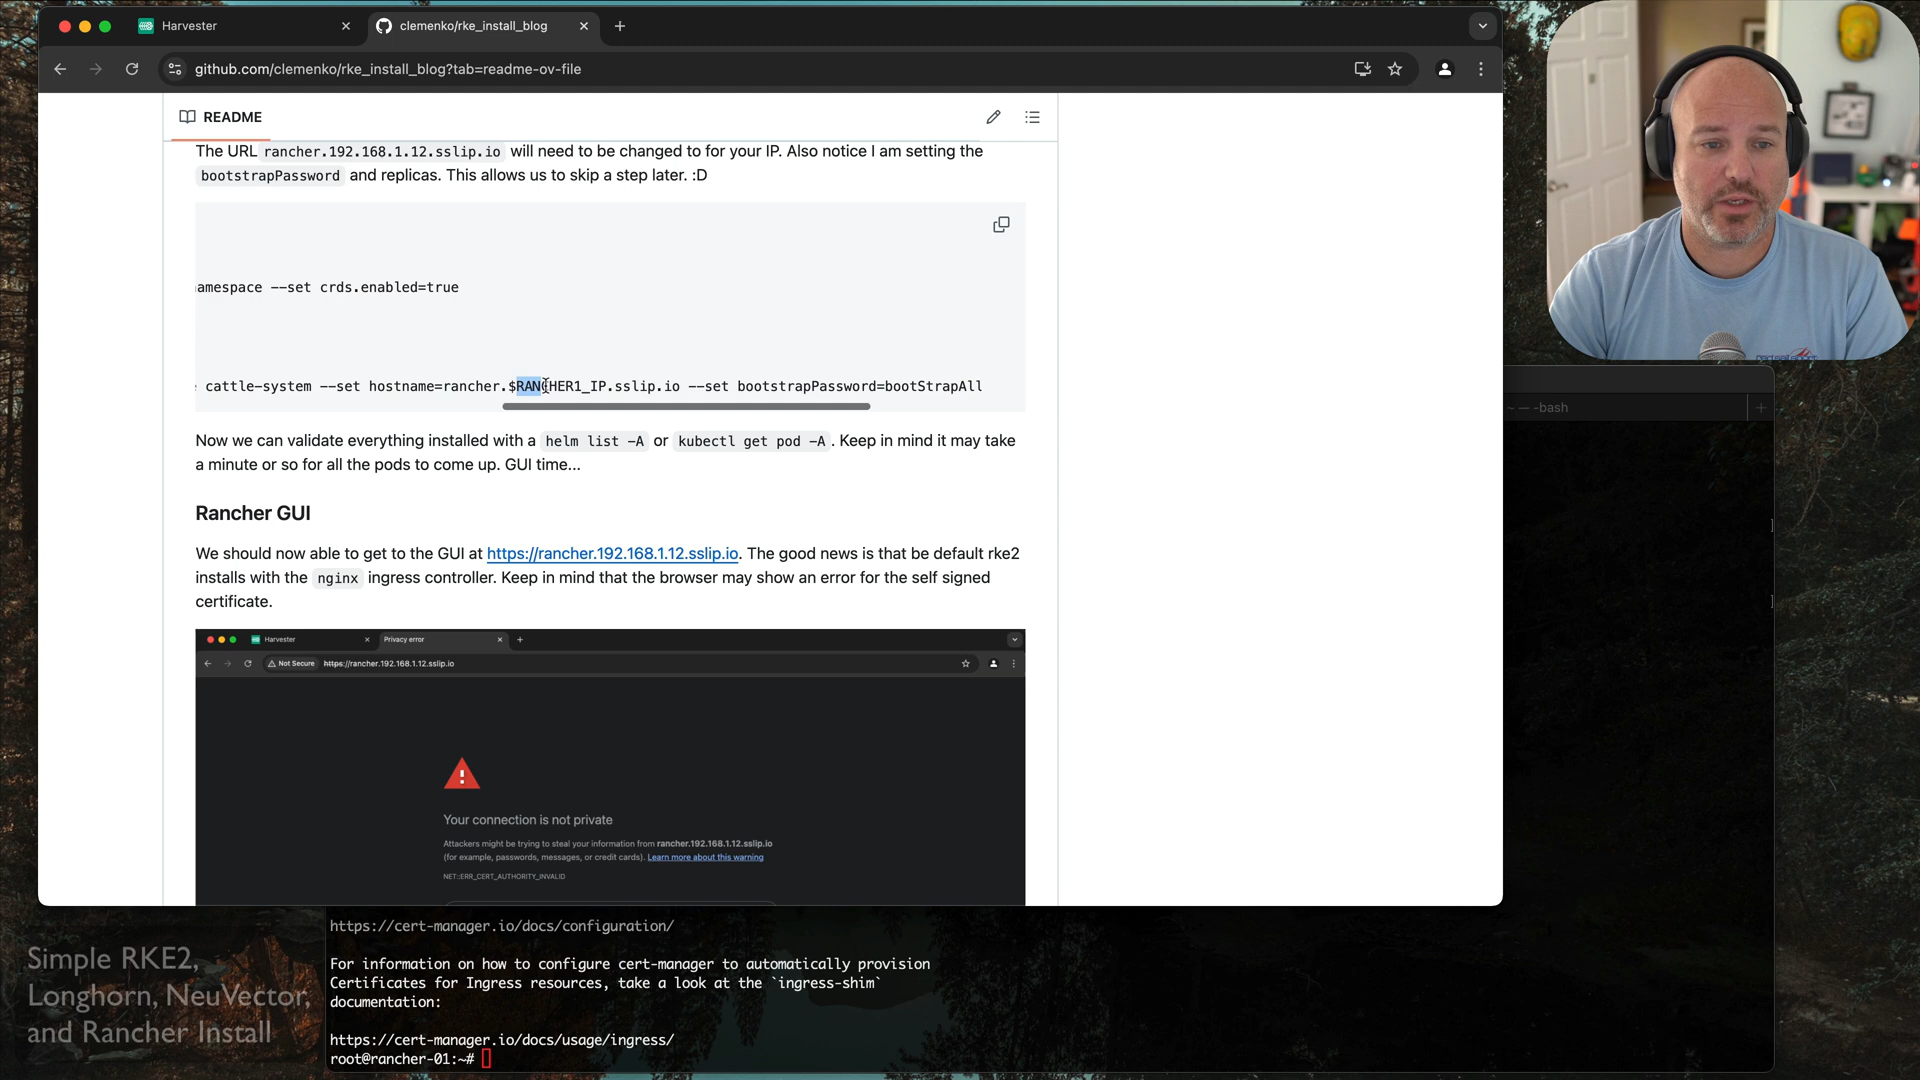 Harvester
clemenko/rke_install_blog
github.com/clemenko/rke_install_blog?tab=readme-ov-file
README
The URL rancher.192.168.1.12.sslip.io will need to be changed to for your IP. Also notice I am setting the
bootstrapPassword and replicas. This allows us to skip a step later. :D
amespace --set crds.enabled=true
cattle-system --set hostname=rancher.$RANCHER1_IP.sslip.io --set bootstrapPassword=bootStrapAll
Now we can validate everything installed with a helm list -A or kubectl get pod -A. Keep in mind it may take
a minute or so for all the pods to come up. GUI time...
Rancher GUI
We should now able to get to the GUI at https://rancher.192.168.1.12.sslip.io. The good news is that be default rke2
installs with the nginx ingress controller. Keep in mind that the browser may show an error for the self signed
certificate.
Harvester
Privacy error
Not Secure https://rancher.192.168.1.12.sslip.io
Your connection is not private
Attackers might be trying to steal your information from rancher.192.168.1.12.sslip.io
(for example, passwords, messages, or credit cards). Learn more about this warning
NET::ERR_CERT_AUTHORITY_INVALID
~ — -bash
https://cert-manager.io/docs/configuration/
For information on how to configure cert-manager to automatically provision
Certificates for Ingress resources, take a look at the `ingress-shim`
documentation:
https://cert-manager.io/docs/usage/ingress/
root@rancher-01:~#
Simple RKE2,
Longhorn, NeuVector,
and Rancher Install